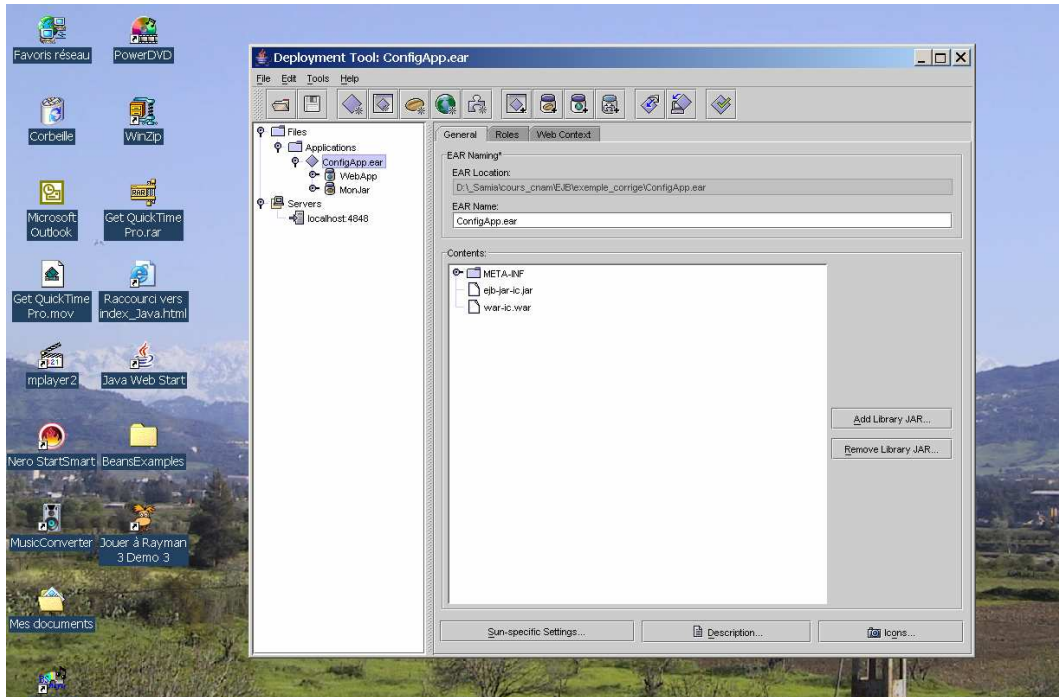 Favoris réseau
PowerDVD
Corbeille
WinZip
Microsoft
Outlook
Get QuickTime
Pro.rar
Get QuickTime
Pro.mov
Raccourci vers
index_Java.html
mplayer2
Java Web Start
Nero StartSmart
BeansExamples
MusicConverter
Jouer à Rayman
3 Demo 3
Mes documents
Deployment Tool: ConfigApp.ear
File Edit Tools Help
Files
Applications
ConfigApp.ear
WebApp
MonJar
Servers
localhost:4848
General Roles Web Context
EAR Naming*
EAR Location:
D:\_Samia\cours_cnam\EJB\exemple_corrige\ConfigApp.ear
EAR Name:
ConfigApp.ear
Contents:
META-INF
ejb-jar-ic.jar
war-ic.war
Add Library JAR...
Remove Library JAR...
Sun-specific Settings...
Description...
Icons...